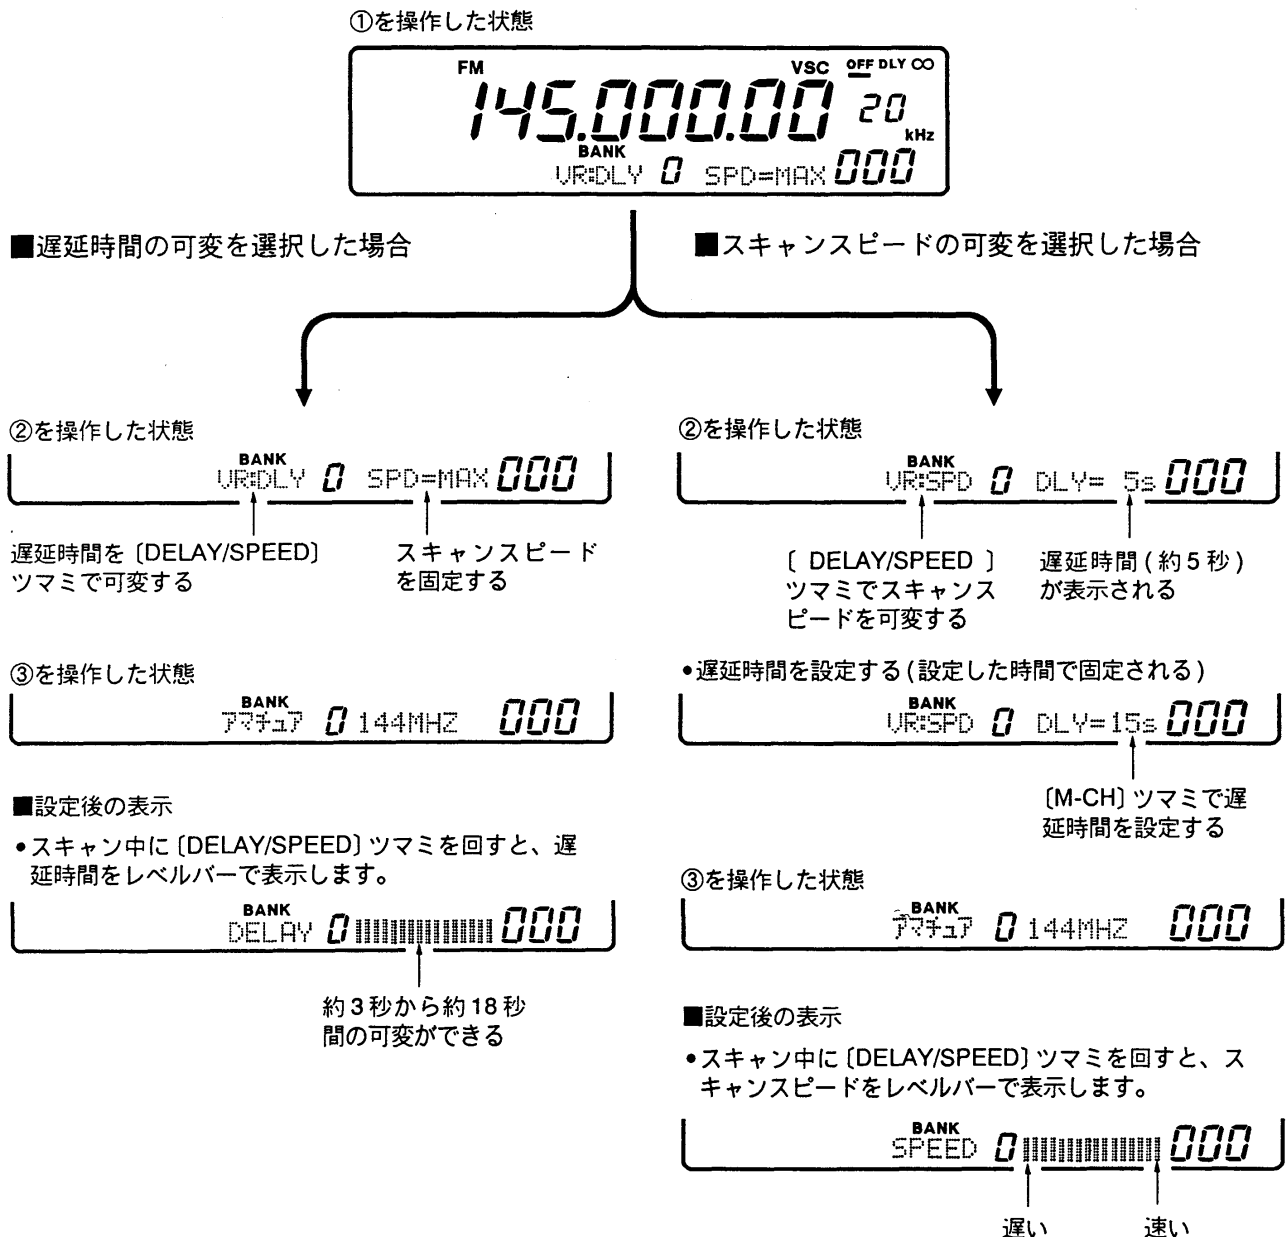 ①を操作した状態
FM VSC OFF DLY ∞
145.000.00 20
kHz
BANK
VR:DLY 0 SPD=MAX 000
■遅延時間の可変を選択した場合
②を操作した状態
BANK
VR:DLY 0 SPD=MAX 000
遅延時間を〔DELAY/SPEED〕
ツマミで可変する
スキャンスピード
を固定する
③を操作した状態
BANK
アマチュア 0 144MHZ 000
■設定後の表示
•スキャン中に〔DELAY/SPEED〕ツマミを回すと、遅
延時間をレベルバーで表示します。
BANK
DELAY 0 000
約3秒から約18秒
間の可変ができる
■スキャンスピードの可変を選択した場合
②を操作した状態
BANK
VR:SPD 0 DLY= 5s 000
〔 DELAY/SPEED 〕
ツマミでスキャンス
ピードを可変する
遅延時間(約5秒)
が表示される
•遅延時間を設定する(設定した時間で固定される)
BANK
VR:SPD 0 DLY=15s 000
〔M-CH〕ツマミで遅
延時間を設定する
③を操作した状態
BANK
アマチュア 0 144MHZ 000
■設定後の表示
•スキャン中に〔DELAY/SPEED〕ツマミを回すと、ス
キャンスピードをレベルバーで表示します。
BANK
SPEED 0 000
遅い 速い